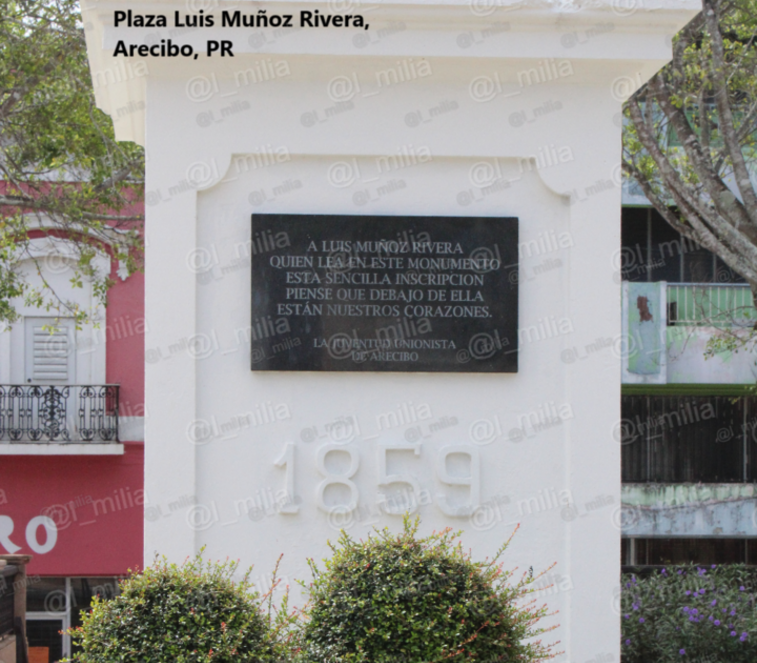 Plaza Luis Muñoz Rivera,
Arecibo, PR
A LUIS MUÑOZ RIVERA
QUIEN LEA EN ESTE MONUMENTO
ESTA SENCILLA INSCRIPCION
PIENSE QUE DEBAJO DE ELLA
ESTÁN NUESTROS CORAZONES.
LA JUVENTUD UNIONISTA
DE ARECIBO
1859
RO
@l_milia